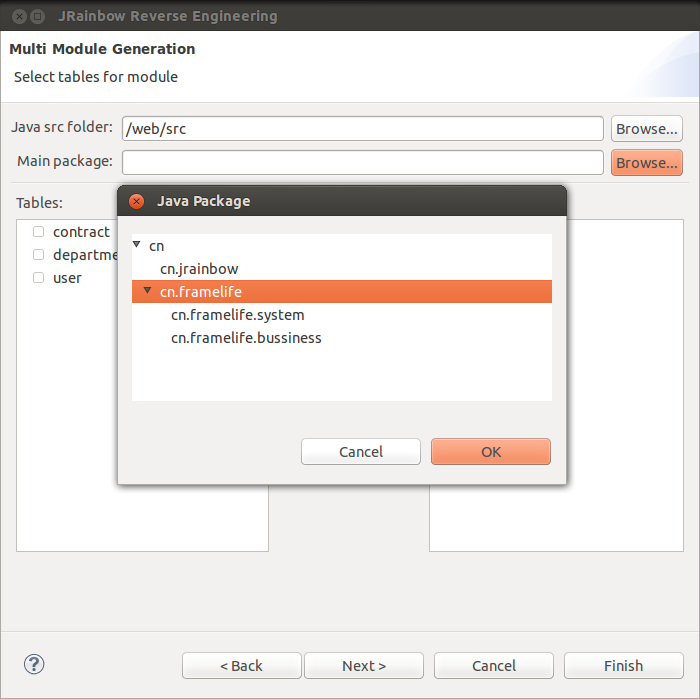 JRainbow Reverse Engineering
Multi Module Generation
Select tables for module
Java src folder: /web/src Browse...
Main package: Browse...
Tables:
contract
departme
user
Java Package
cn
cn.jrainbow
cn.framelife
cn.framelife.system
cn.framelife.bussiness
Cancel OK
?
< Back Next > Cancel Finish